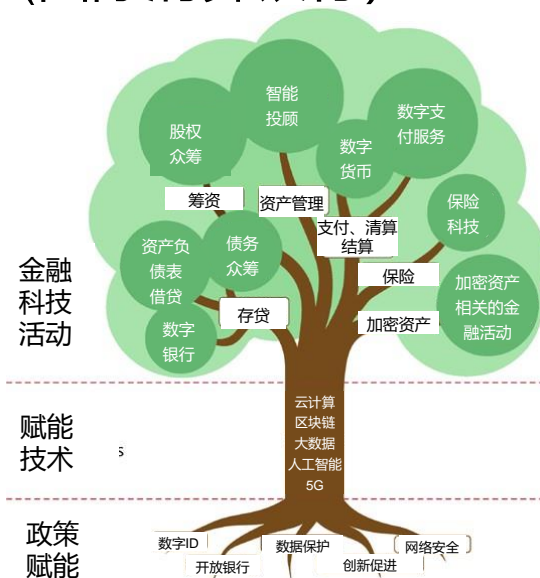 智能
投顾
数字支
付服务
股权
众筹
数字
货币
筹资
资产管理
保险
科技
支付、清算
结算
资产负
债表
借贷
债务
众筹
金融
科技
活动
保险
加密资产
相关的金
融活动
存贷
加密资产
数字
银行
云计算
区块链
大数据
人工智能
5G
赋能
技术
s
政策
赋能
数字ID
数据保护
网络安全
开放银行
创新促进